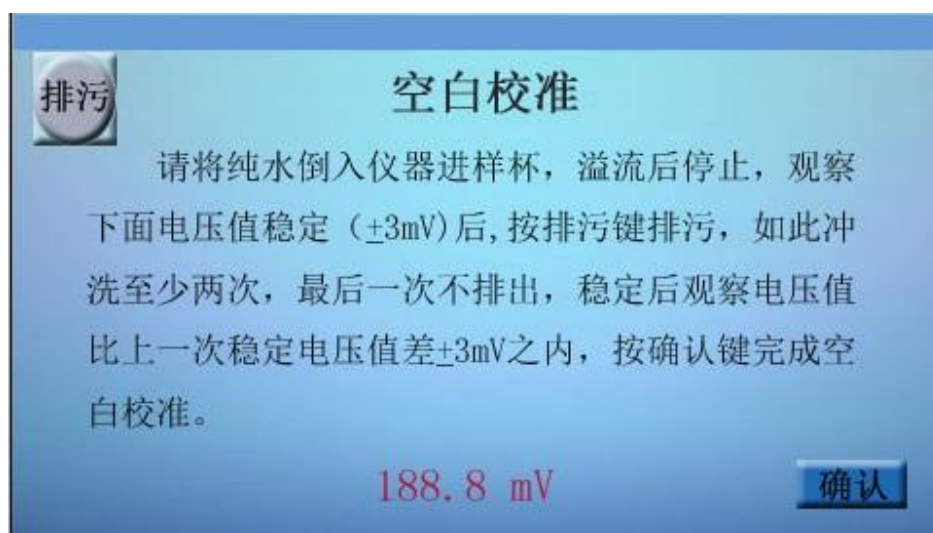 排污
空白校准
请将纯水倒入仪器进样杯，溢流后停止，观察
下面电压值稳定（±3mV)后,按排污键排污，如此冲
洗至少两次，最后一次不排出，稳定后观察电压值
比上一次稳定电压值差±3mV之内，按确认键完成空
白校准。
188.8 mV
确认